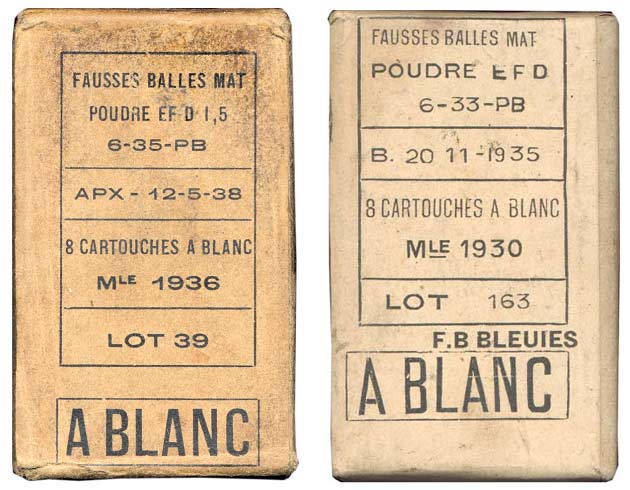 FAUSSES BALLES MAT
POUDRE EF D 1,5
6-35-PB
APX - 12-5-38
8 CARTOUCHES A BLANC
MLE 1936
LOT 39
A BLANC
FAUSSES BALLES MAT
POUDRE EFD
6-33-PB
B. 20 11-1935
8 CARTOUCHES A BLANC
MLE 1930
LOT 163
F.B BLEUIES
A BLANC